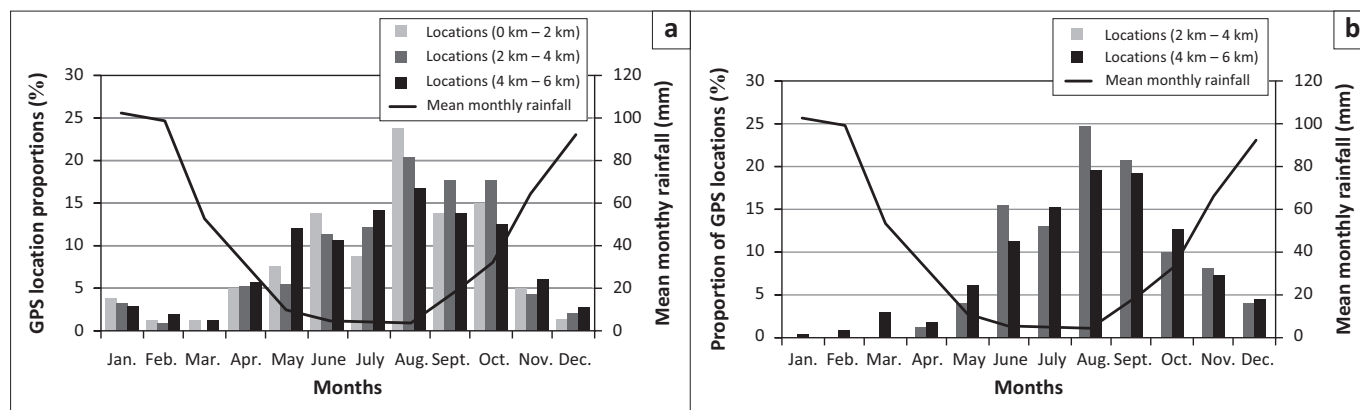 a
Locations (0 km – 2 km)
Locations (2 km – 4 km)
Locations (4 km – 6 km)
Mean monthly rainfall
GPS location proportions (%)
30
25
20
15
10
5
0
120
100
80
60
40
20
0
Mean monthy rainfall (mm)
Jan. Feb. Mar. Apr. May June July Aug. Sept. Oct. Nov. Dec.
Months
b
Locations (2 km – 4 km)
Locations (4 km – 6 km)
Mean monthly rainfall
Proportion of GPS locations (%)
30
25
20
15
10
5
0
120
100
80
60
40
20
0
Mean monthly rainfall (mm)
Jan. Feb. Mar. Apr. May June July Aug. Sept. Oct. Nov. Dec.
Months